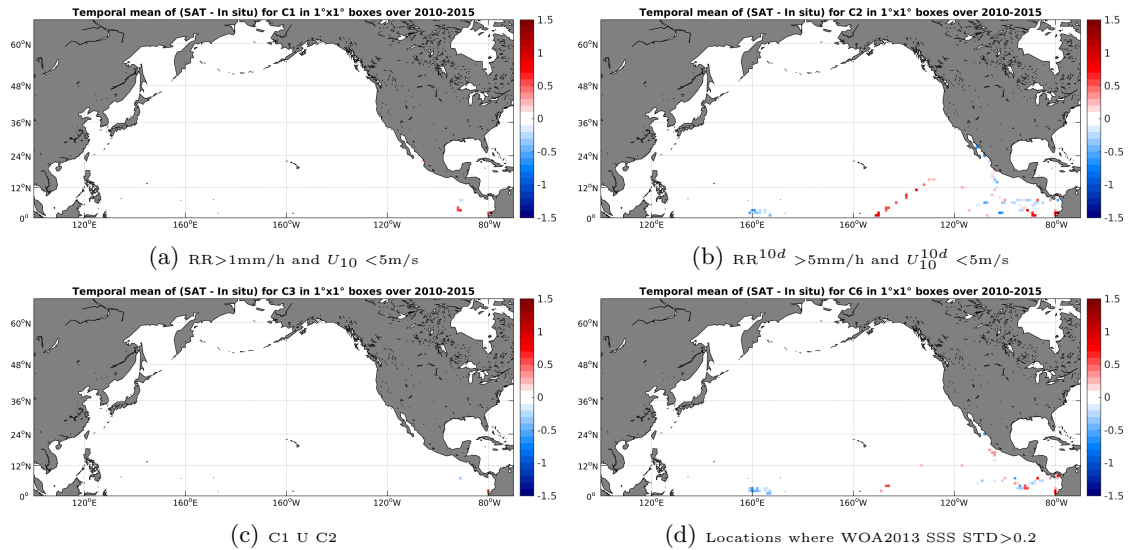 Temporal mean of (SAT - In situ) for C1 in 1°x1° boxes over 2010-2015
60°N
48°N
36°N
24°N
12°N
0°
120°E
160°E
160°W
120°W
80°W
1.5
1
0.5
0
-0.5
-1
-1.5
(a) RR>1mm/h and U10 <5m/s
Temporal mean of (SAT - In situ) for C2 in 1°x1° boxes over 2010-2015
60°N
48°N
36°N
24°N
12°N
0°
120°E
160°E
160°W
120°W
80°W
1.5
1
0.5
0
-0.5
-1
-1.5
(b) RR^10d >5mm/h and U10^10d <5m/s
Temporal mean of (SAT - In situ) for C3 in 1°x1° boxes over 2010-2015
60°N
48°N
36°N
24°N
12°N
0°
120°E
160°E
160°W
120°W
80°W
1.5
1
0.5
0
-0.5
-1
-1.5
(c) C1 U C2
Temporal mean of (SAT - In situ) for C6 in 1°x1° boxes over 2010-2015
60°N
48°N
36°N
24°N
12°N
0°
120°E
160°E
160°W
120°W
80°W
1.5
1
0.5
0
-0.5
-1
-1.5
(d) Locations where WOA2013 SSS STD>0.2